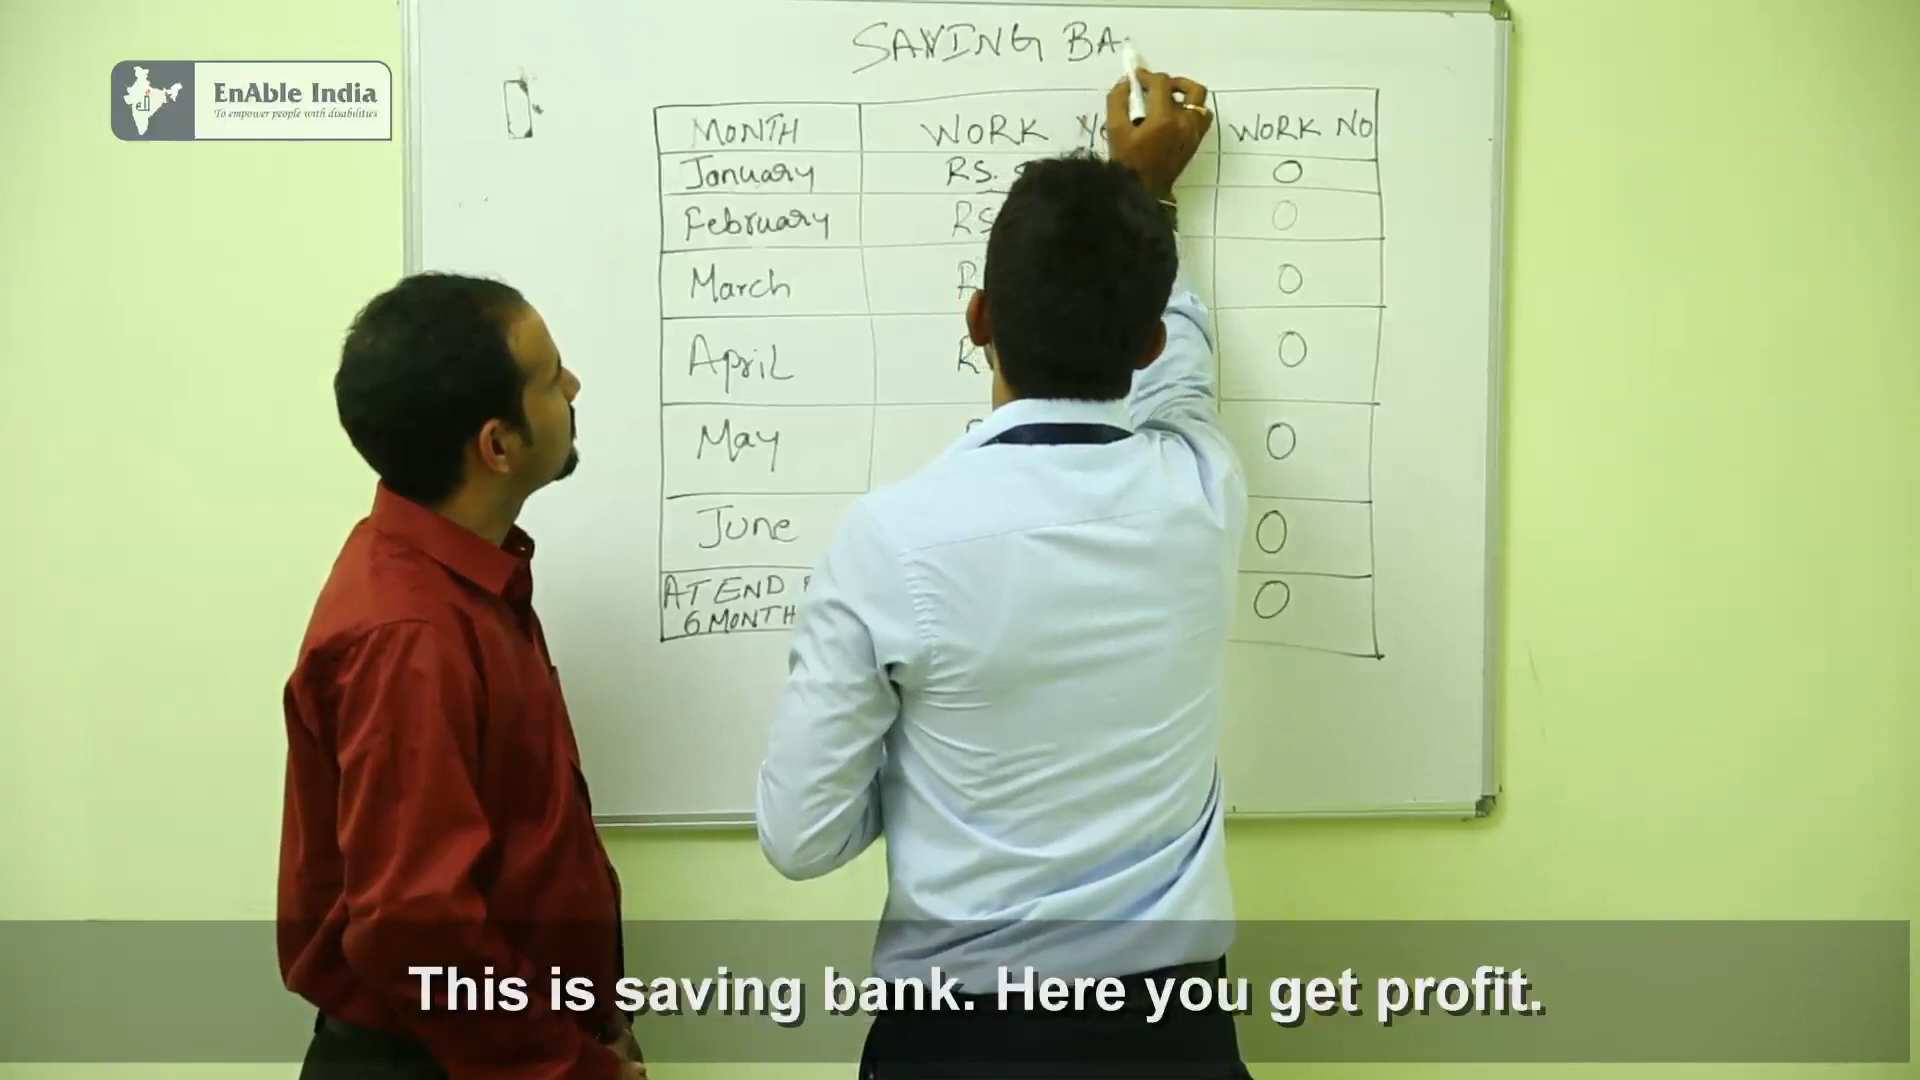 SAVING BA
EnAble India
To empower people with disabilities
MONTH WORK WORK NO
January RS. 0
February RS 0
March R 0
April R 0
May 0
June 0
AT END
6 MONTH 0
This is saving bank. Here you get profit.